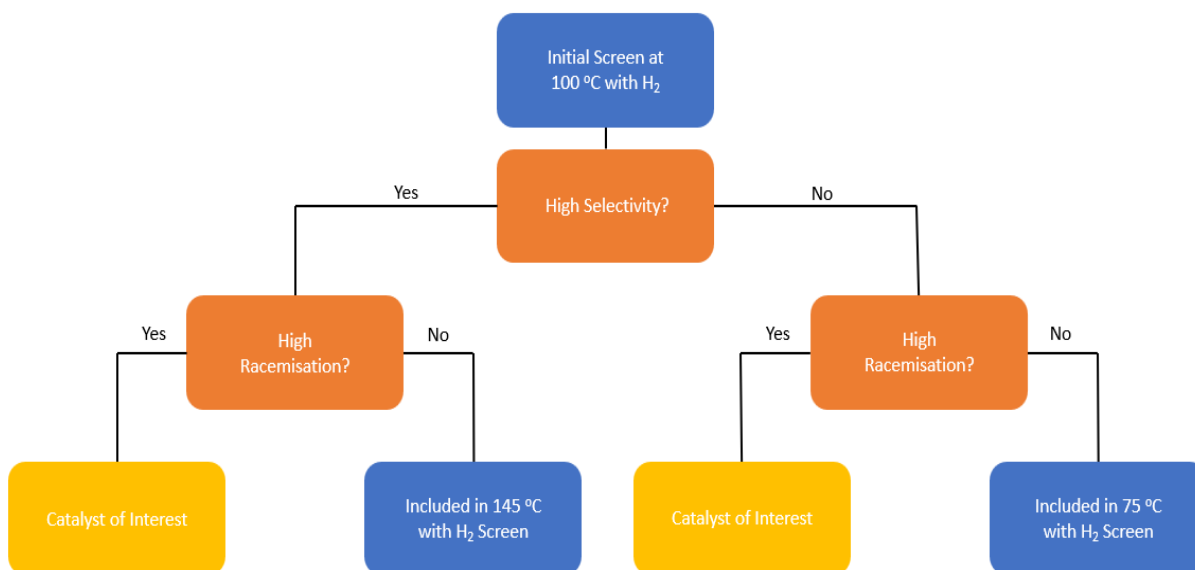 Initial Screen at
100 ºC with H₂
High Selectivity?
Yes
No
High
Racemisation?
Yes
No
High
Racemisation?
Yes
No
Catalyst of Interest
Included in 145 ºC
with H₂ Screen
Catalyst of Interest
Included in 75 ºC
with H₂ Screen